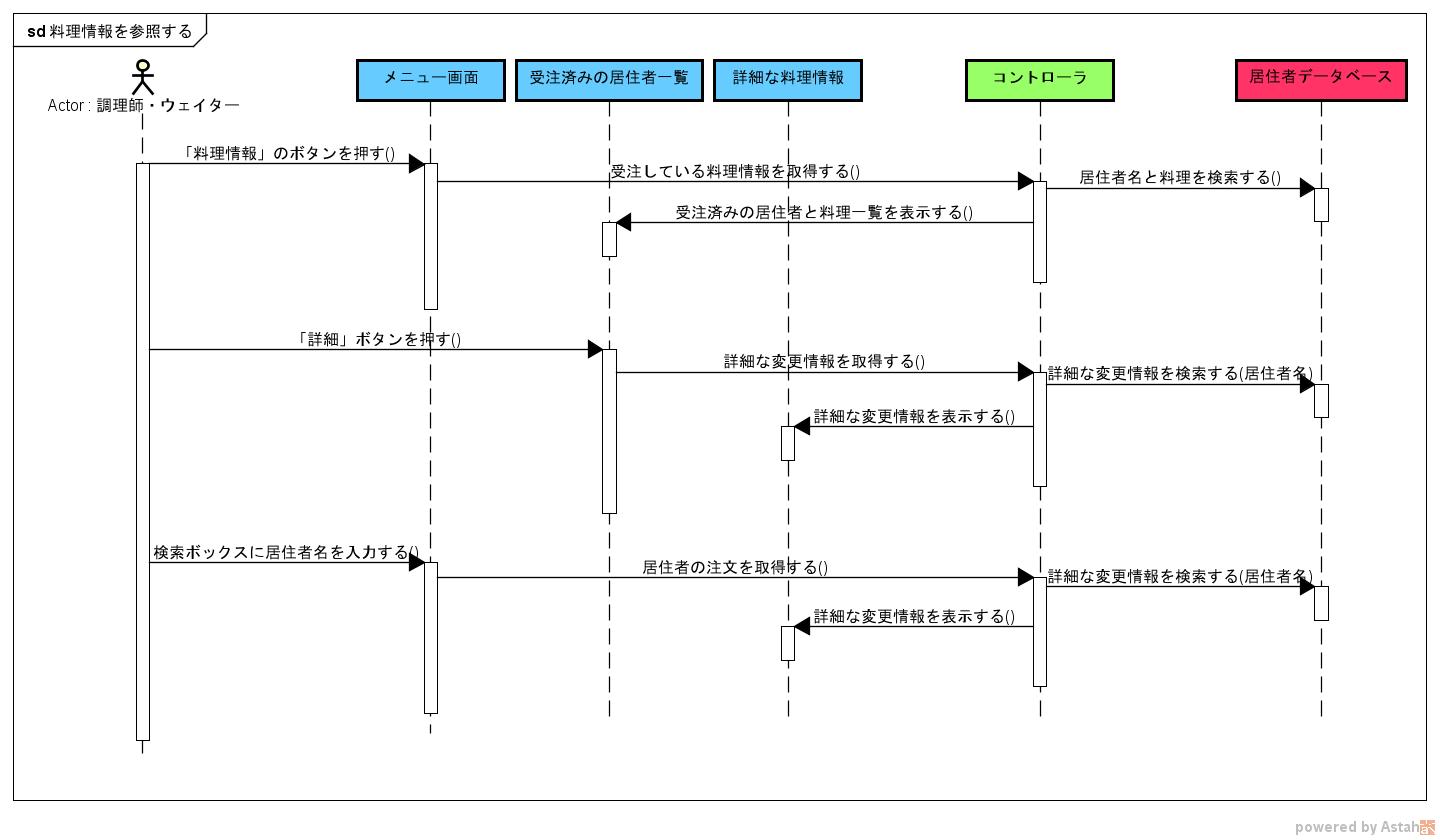 sd 料理情報を参照する
Actor : 調理師・ウェイター
メニュー画面
受注済みの居住者一覧
詳細な料理情報
コントローラ
居住者データベース
「料理情報」のボタンを押す()
受注している料理情報を取得する()
居住者名と料理を検索する()
受注済みの居住者と料理一覧を表示する()
「詳細」ボタンを押す()
詳細な変更情報を取得する()
詳細な変更情報を検索する(居住者名)
詳細な変更情報を表示する()
検索ボックスに居住者名を入力する()
居住者の注文を取得する()
詳細な変更情報を検索する(居住者名)
詳細な変更情報を表示する()
powered by Astah